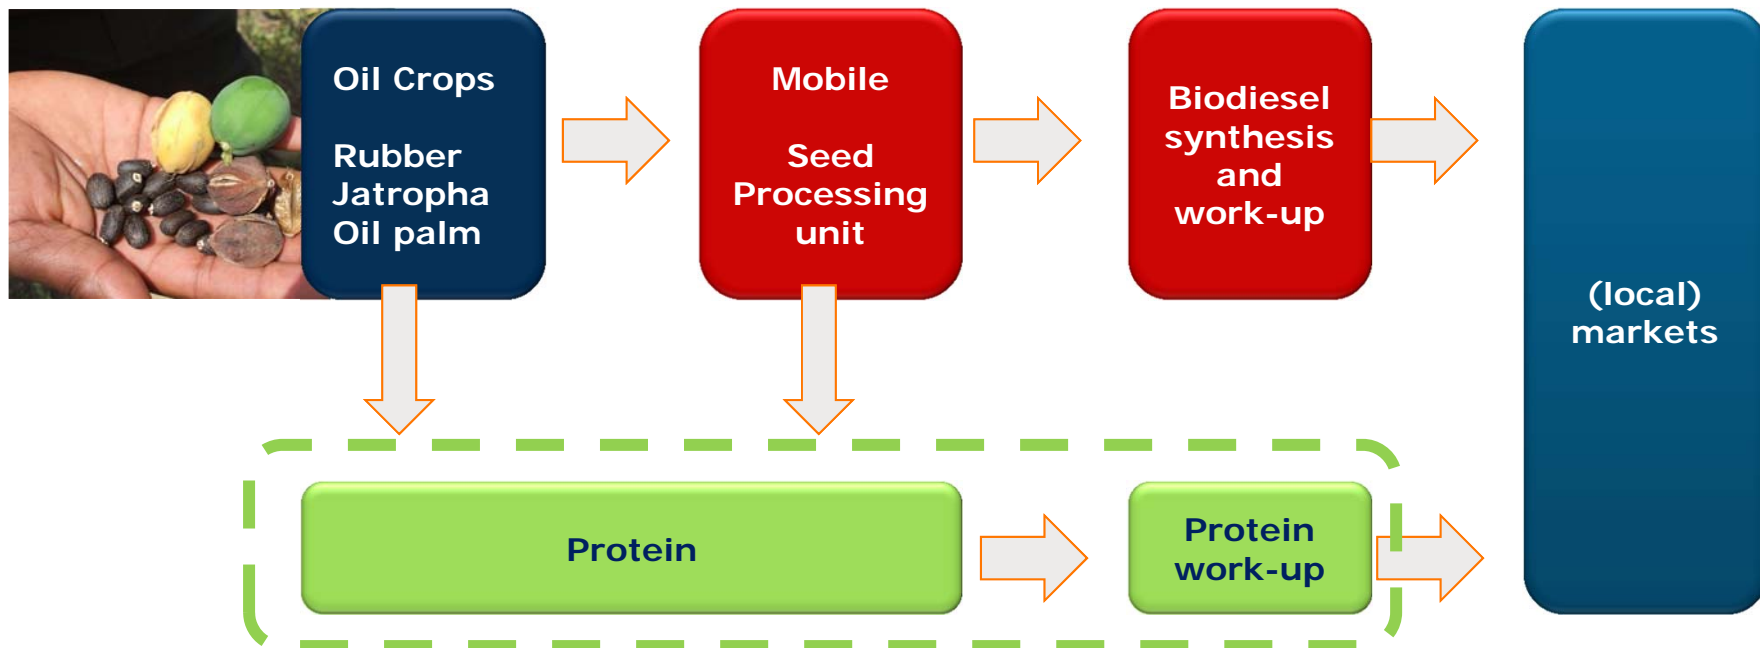 Oil Crops
Rubber
Jatropha
Oil palm
Mobile
Seed
Processing
unit
Biodiesel
synthesis
and
work-up
(local)
markets
Protein
Protein
work-up